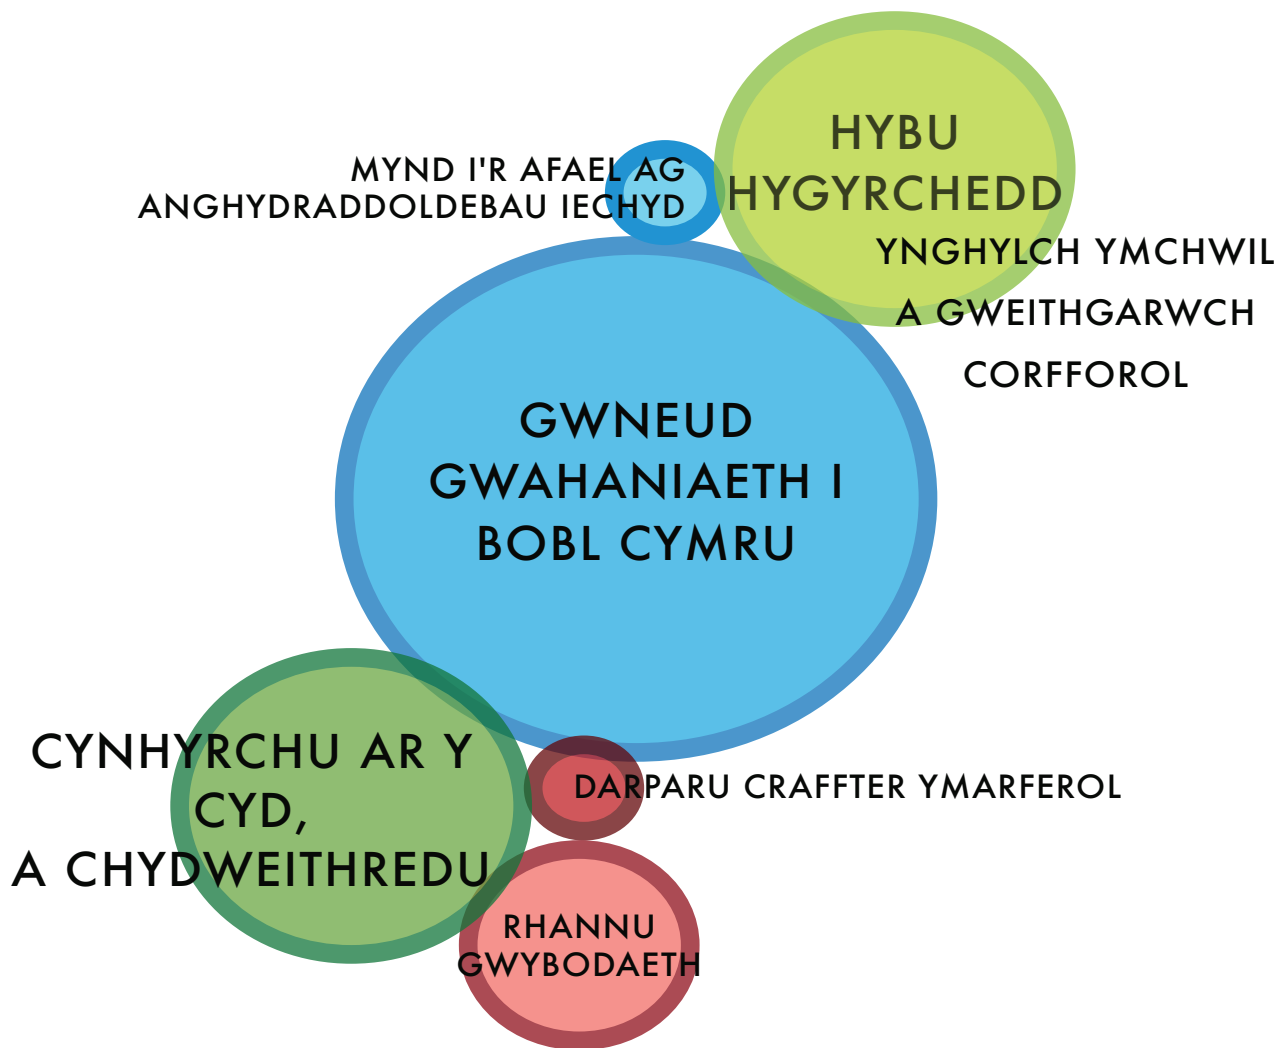 HYBU
HYGYRCHEDD
YNGHYLCH YMCHWIL
A GWEITHGARWCH
CORFFOROL
MYND I'R AFAEL AG
ANGHYDRADDOLDEBAU IECHYD
GWNEUD
GWAHANIAETH I
BOBL CYMRU
CYNHYRCHU AR Y
CYD,
A CHYDWEITHREDU
DARPARU CRAFFTER YMARFEROL
RHANNU
GWYBODAETH